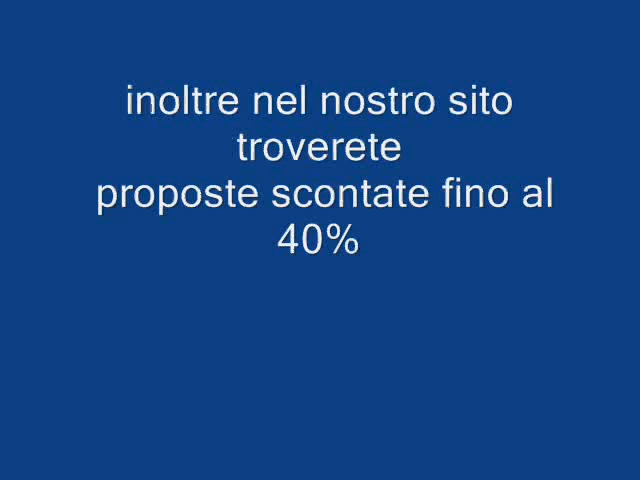 inoltre nel nostro sito
troverete
proposte scontate fino al
40%